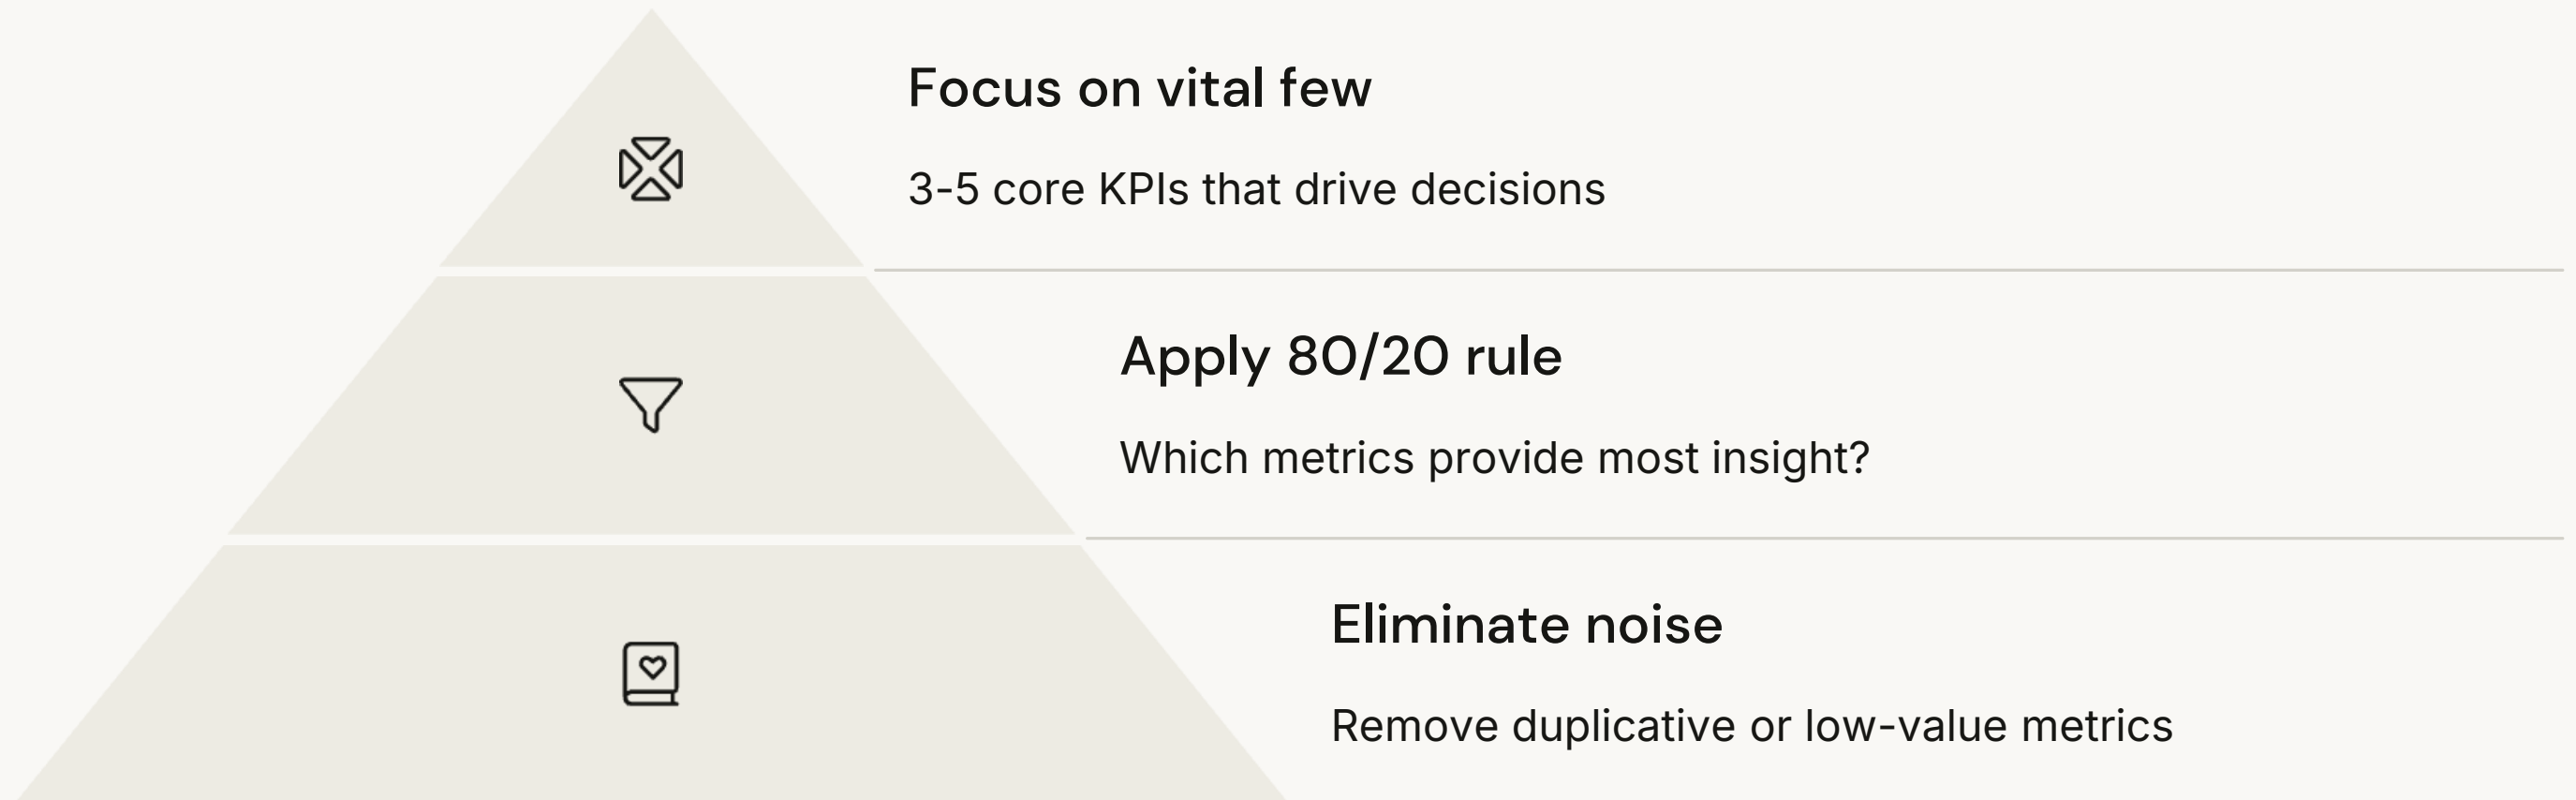 Focus on vital few
3-5 core KPIs that drive decisions
Apply 80/20 rule
Which metrics provide most insight?
Eliminate noise
Remove duplicative or low-value metrics